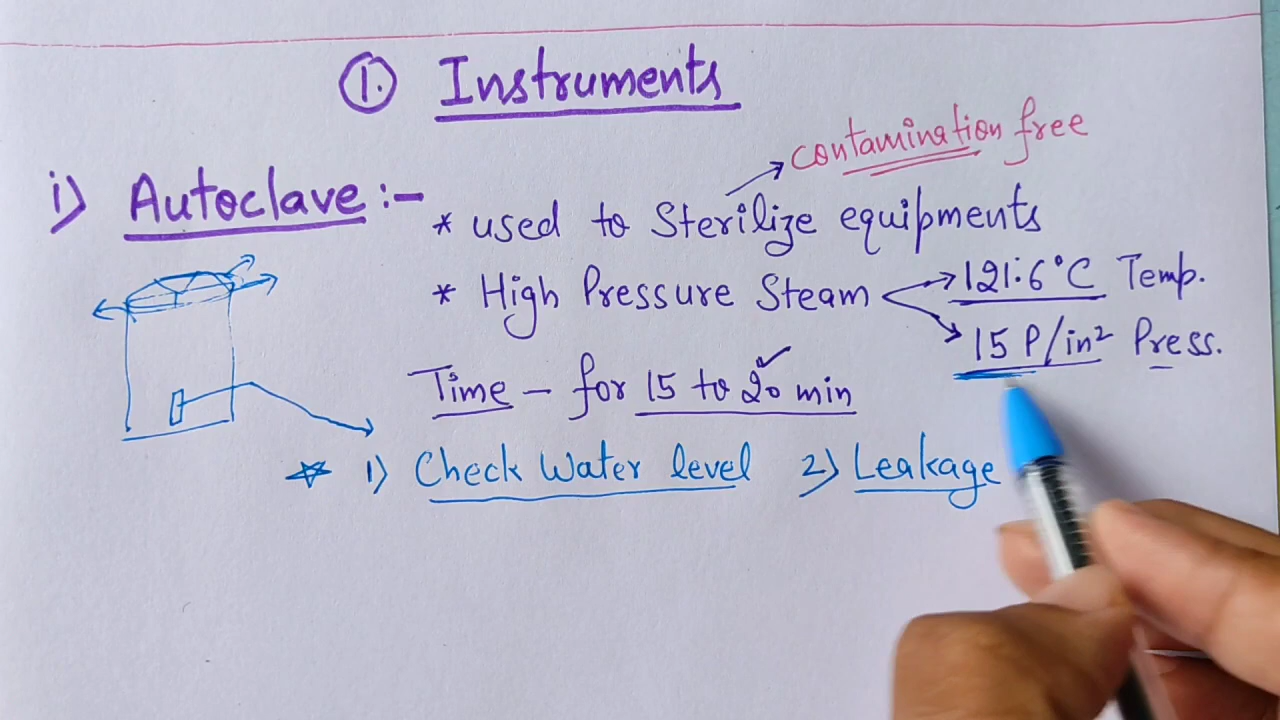 1. Instruments
contamination free
i) Autoclave :-
* used to Sterilize equipments
* High Pressure Steam 121.6°C Temp.
15 P/in² Press.
Time - for 15 to 20 min
1) Check Water level 2) Leakage